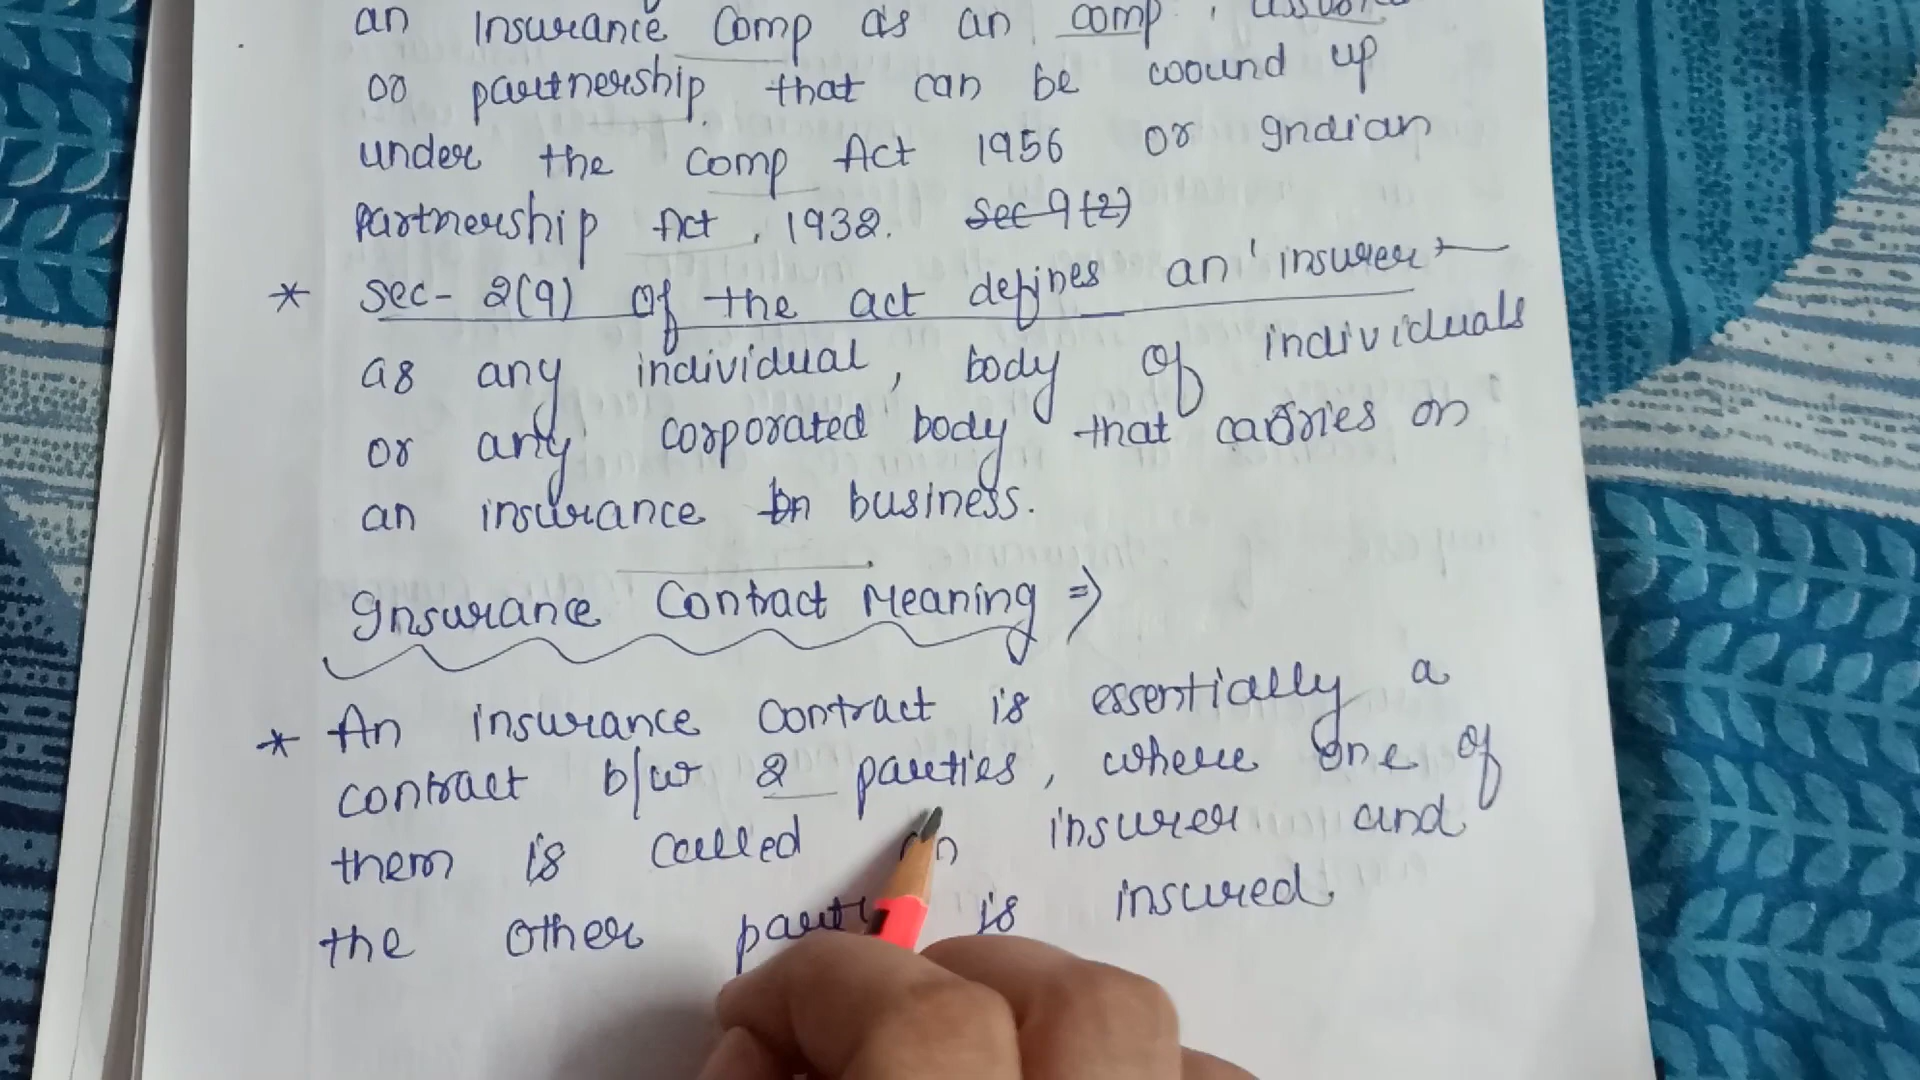 an Insurance Comp as an comp,
or partnership that can be wound up
under the Comp Act 1956 or Indian
Partnership Act, 1932. Sec 9(2)
* Sec- 2(9) of the act defines an 'insurer'
as any individual, body of individuals
or any corporated body that carries on
an insurance bn business.
Insurance Contract Meaning ⇒
* An insurance contract is essentially a
contract b/w 2 parties, where one of
them is called an insurer and
the other party is insured.